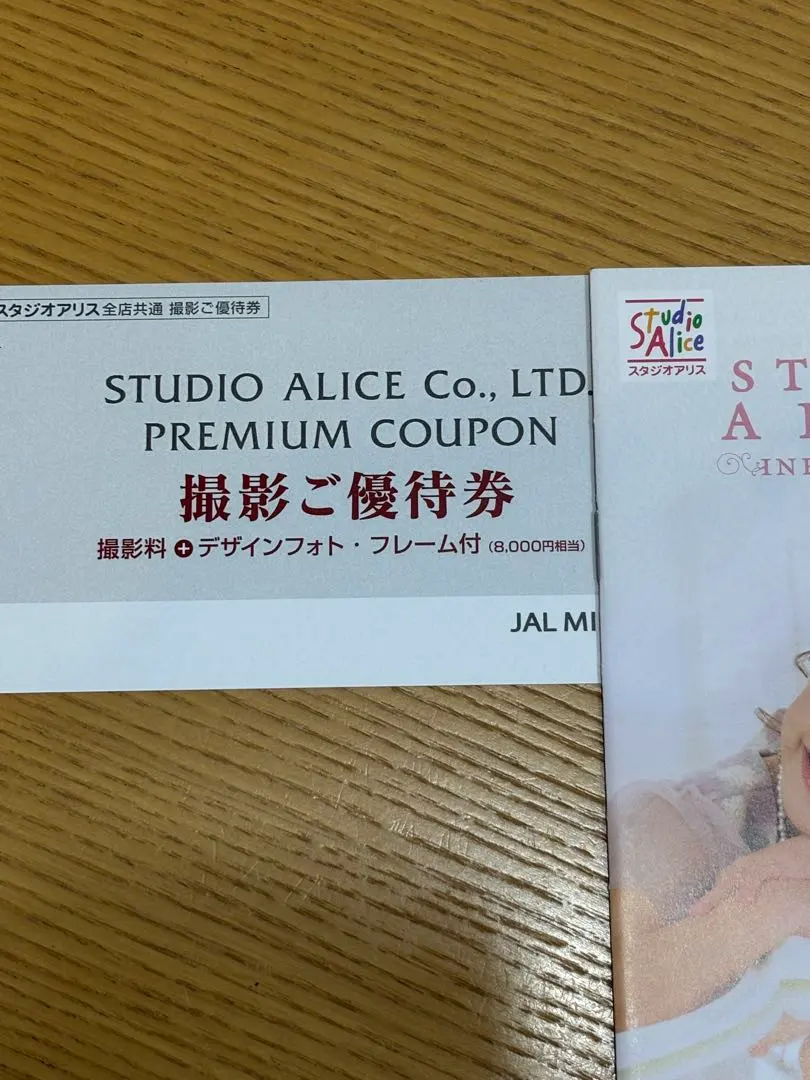 スタジオアリス全店共通 撮影ご優待券
STUDIO ALICE Co., LTD.
PREMIUM COUPON
撮影ご優待券
撮影料+デザインフォト・フレーム付(8,000円相当)
JAL MI
Studio
Alice
スタジオアリス
ST
A